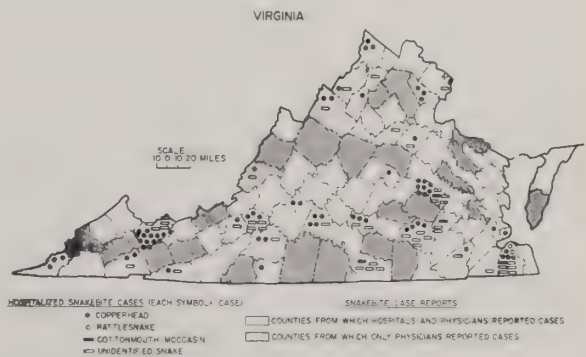 VIRGINIA
SCALE
10 0 10 20 MILES
HOSPITALIZED SNAKEBITE CASES (EACH SYMBOL 1 CASE)
COPPERHEAD
RATTLESNAKE
COTTONMOUTH MOCCASIN
UNIDENTIFIED SNAKE
SNAKEBITE CASE REPORTS
COUNTIES FROM WHICH HOSPITALS AND PHYSICIANS REPORTED CASES
COUNTIES FROM WHICH ONLY PHYSICIANS REPORTED CASES